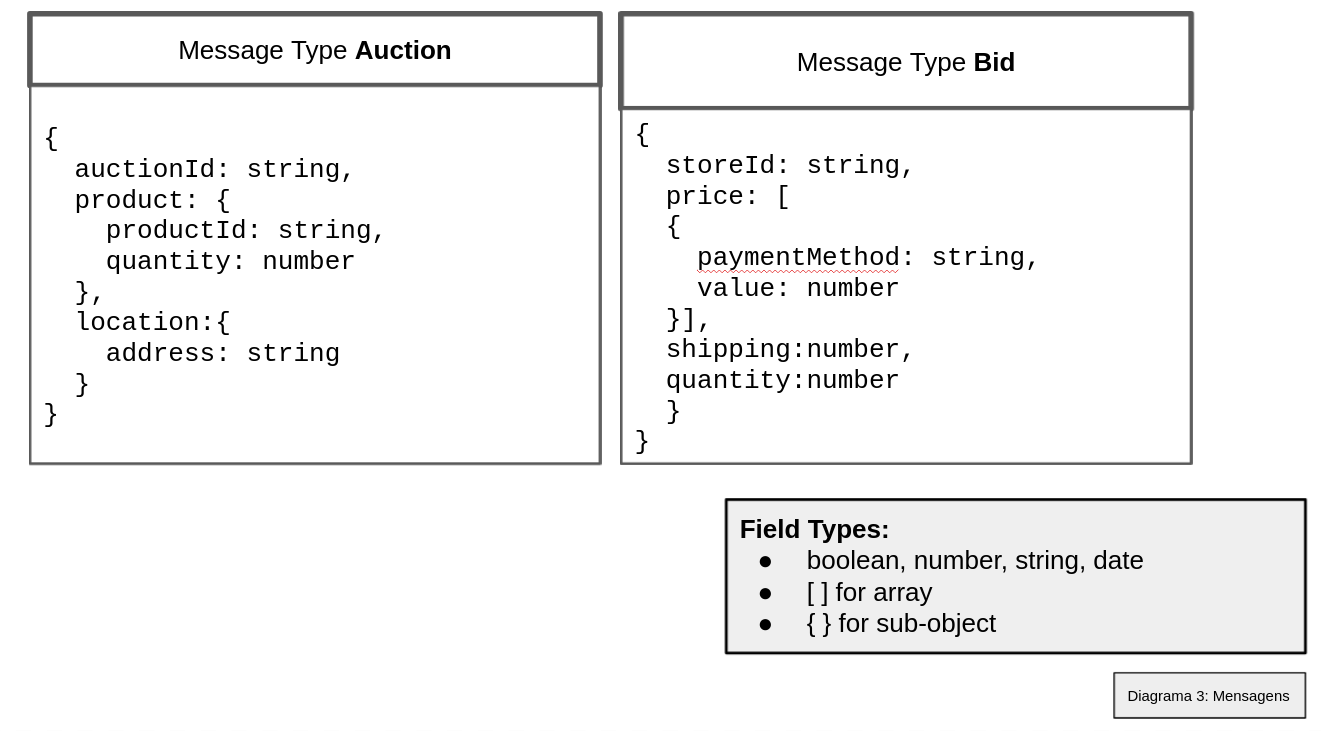 Message Type Auction
{
  auctionId: string,
  product: {
    productId: string,
    quantity: number
  },
  location:{
    address: string
  }
}
Message Type Bid
{
  storeId: string,
  price: [
  {
    paymentMethod: string,
    value: number
  }],
  shipping:number,
  quantity:number
  }
}
Field Types:
● boolean, number, string, date
● [ ] for array
● { } for sub-object
Diagrama 3: Mensagens